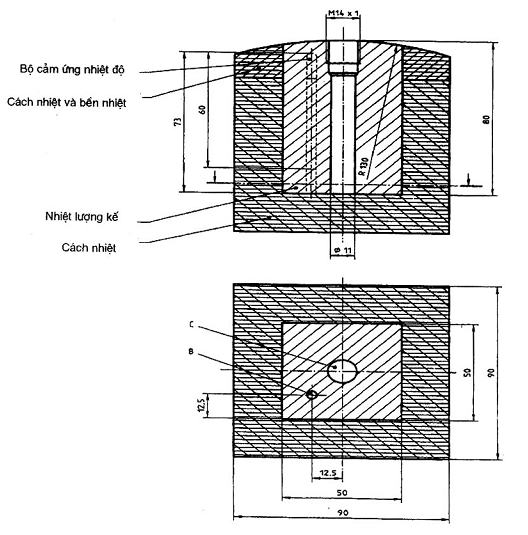 M14 x 1
Bộ cảm ứng nhiệt độ
Cách nhiệt và bền nhiệt
73
60
80
R 130
Nhiệt lượng kế
Cách nhiệt
ø 11
C
B
12.5
50
90
12.5
50
90